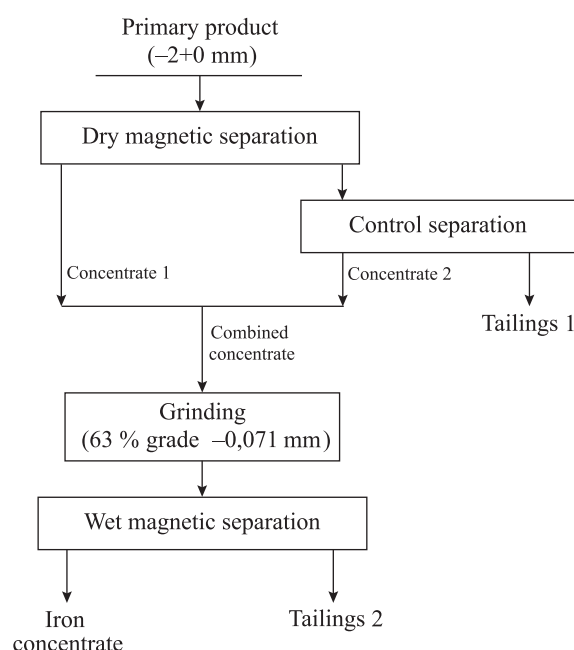 Primary product
(–2+0 mm)
Dry magnetic separation
Control separation
Concentrate 1
Concentrate 2
Tailings 1
Combined
concentrate
Grinding
(63 % grade –0,071 mm)
Wet magnetic separation
Iron
concentrate
Tailings 2